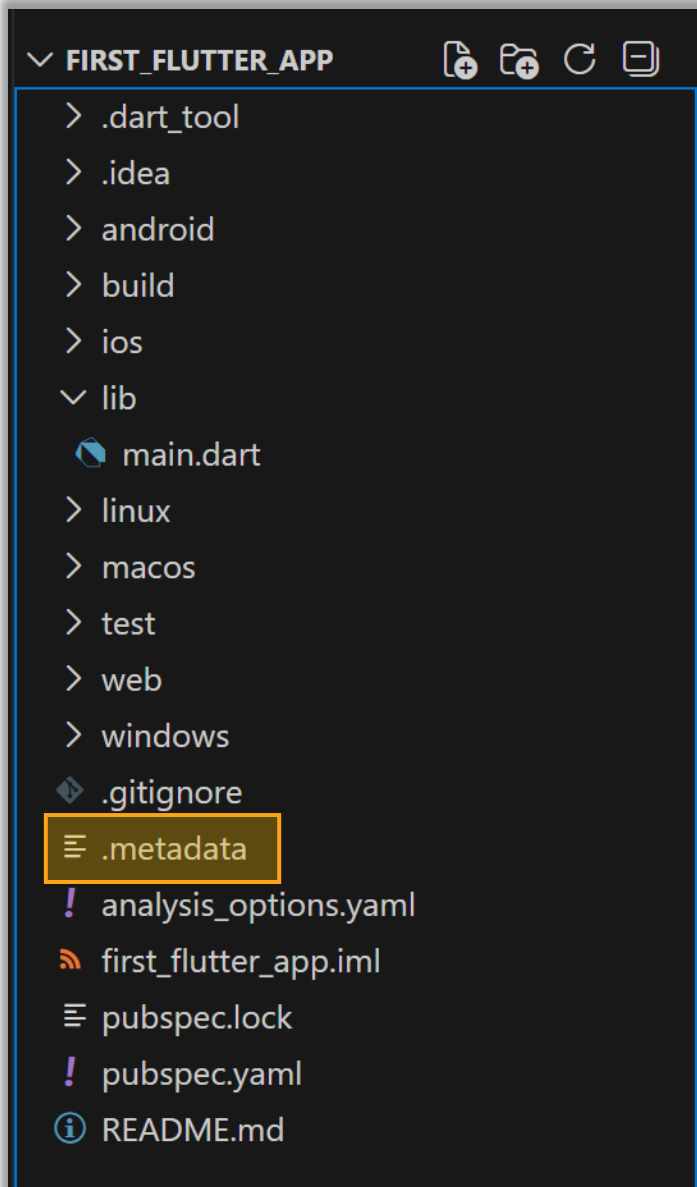 FIRST_FLUTTER_APP
.dart_tool
.idea
android
build
ios
lib
main.dart
linux
macos
test
web
windows
.gitignore
.metadata
analysis_options.yaml
first_flutter_app.iml
pubspec.lock
pubspec.yaml
README.md